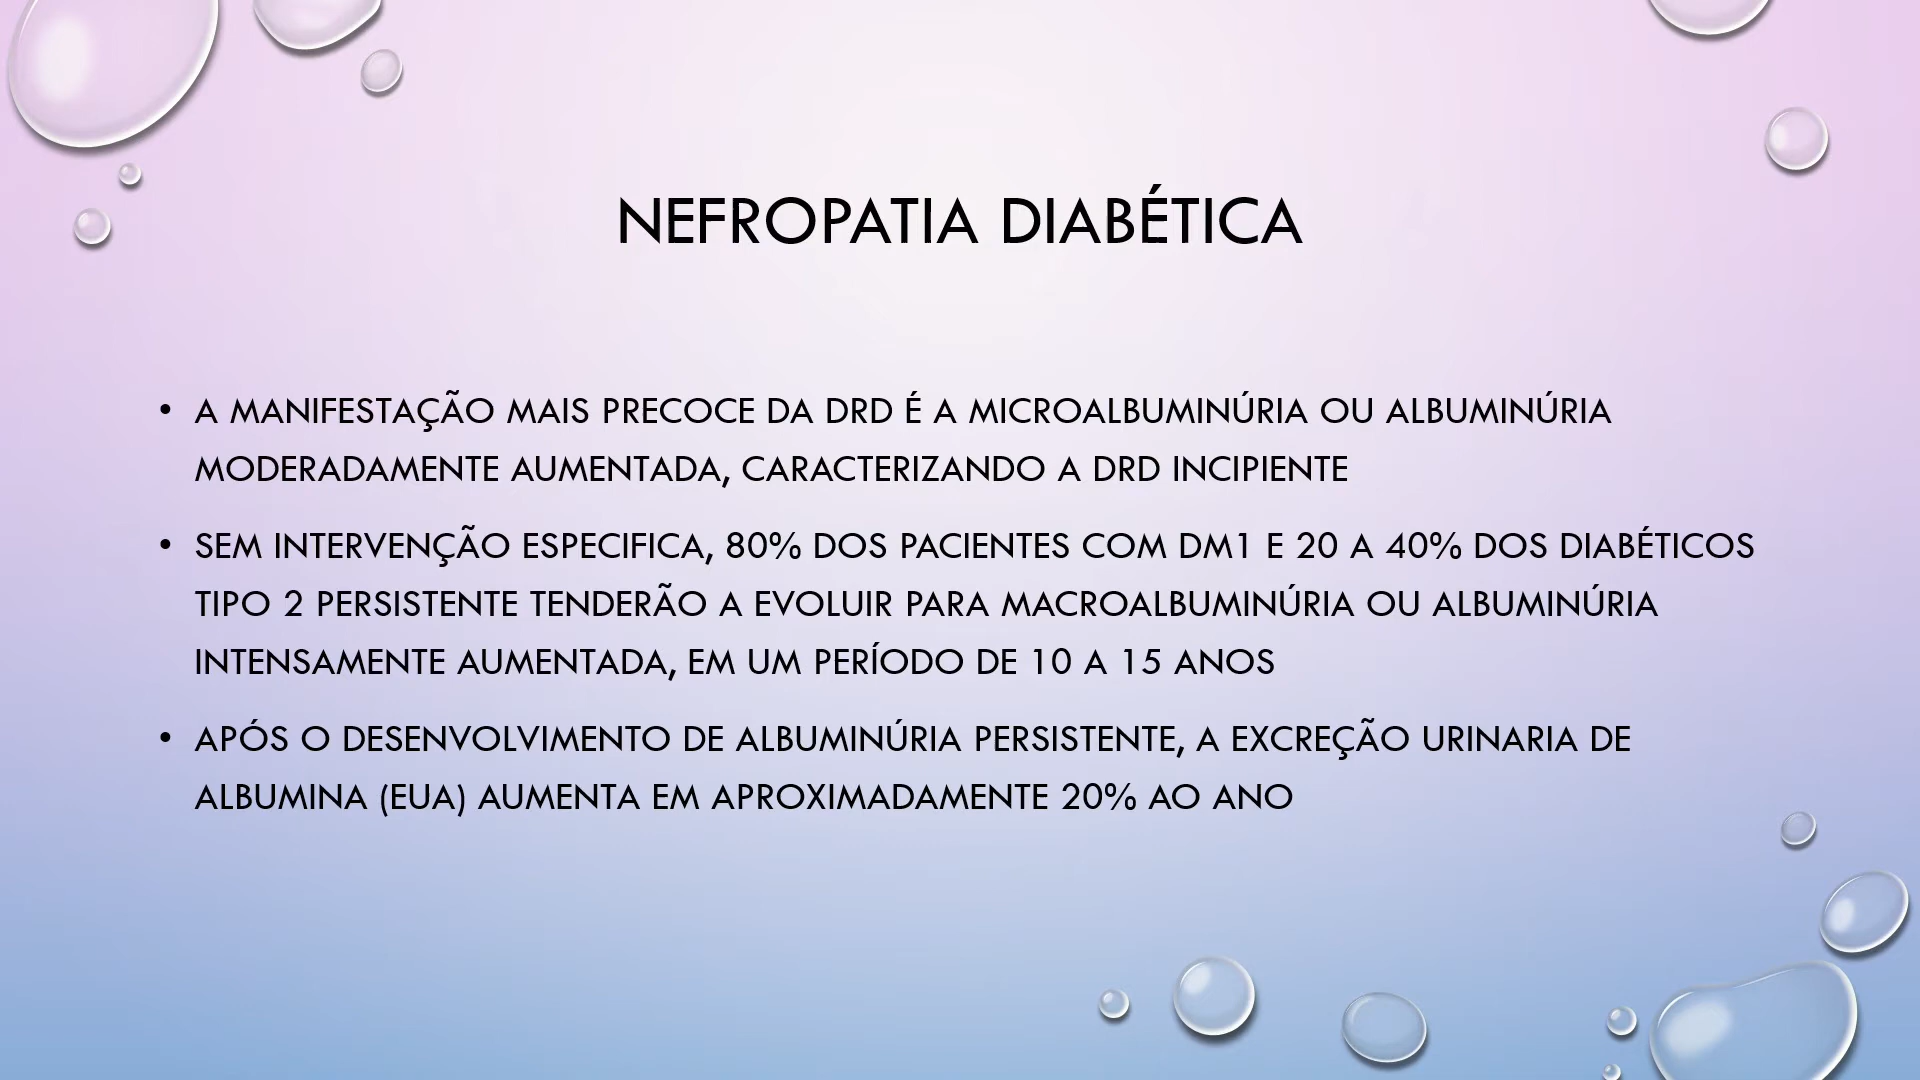 NEFROPATIA DIABÉTICA
• A MANIFESTAÇÃO MAIS PRECOCE DA DRD É A MICROALBUMINÚRIA OU ALBUMINÚRIA
MODERADAMENTE AUMENTADA, CARACTERIZANDO A DRD INCIPIENTE
• SEM INTERVENÇÃO ESPECIFICA, 80% DOS PACIENTES COM DM1 E 20 A 40% DOS DIABÉTICOS
TIPO 2 PERSISTENTE TENDERÃO A EVOLUIR PARA MACROALBUMINÚRIA OU ALBUMINÚRIA
INTENSAMENTE AUMENTADA, EM UM PERÍODO DE 10 A 15 ANOS
• APÓS O DESENVOLVIMENTO DE ALBUMINÚRIA PERSISTENTE, A EXCREÇÃO URINARIA DE
ALBUMINA (EUA) AUMENTA EM APROXIMADAMENTE 20% AO ANO